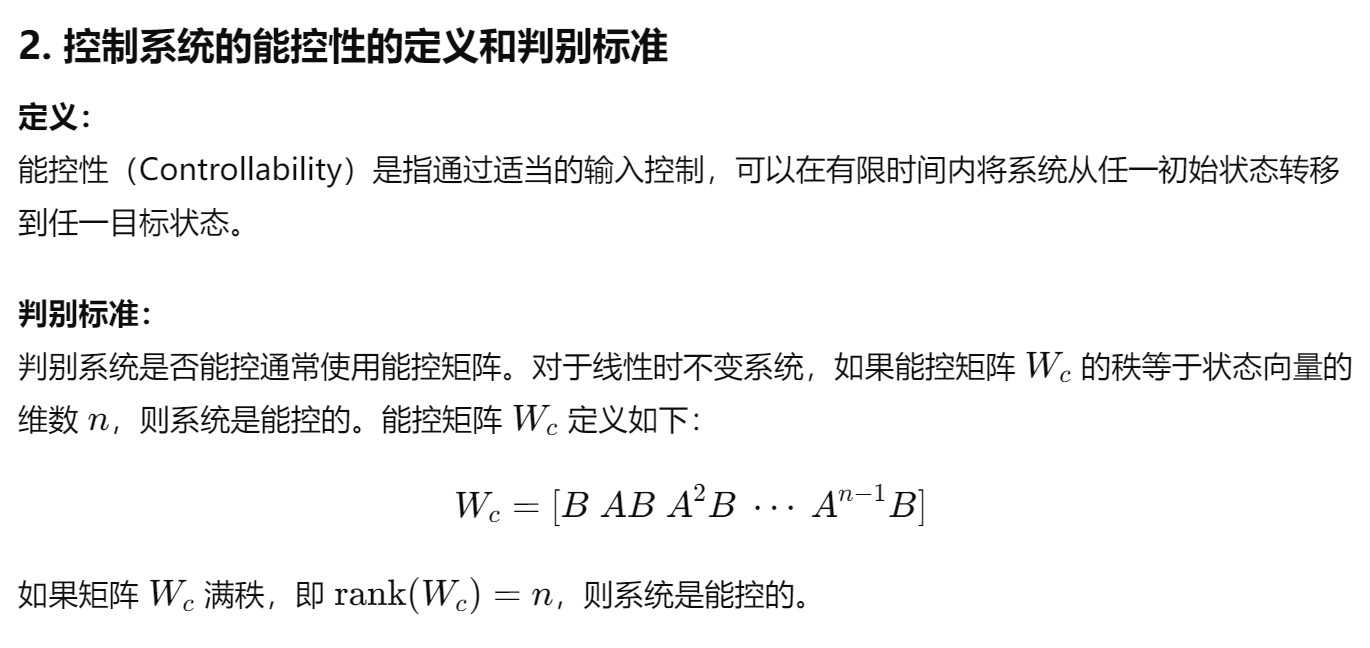 2. 控制系统的能控性的定义和判别标准
定义：
能控性（Controllability）是指通过适当的输入控制，可以在有限时间内将系统从任一初始状态转移
到任一目标状态。
判别标准：
判别系统是否能控通常使用能控矩阵。对于线性时不变系统，如果能控矩阵 W_c 的秩等于状态向量的
维数 n，则系统是能控的。能控矩阵 W_c 定义如下：
W_c = [B AB A^2B ⋯ A^{n−1}B]
如果矩阵 W_c 满秩，即 rank(W_c) = n，则系统是能控的。